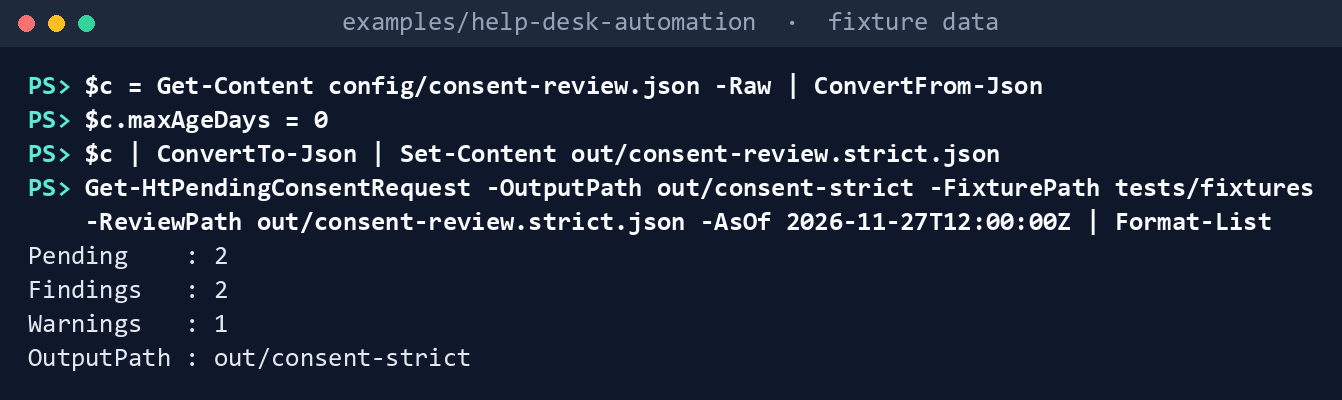 examples/help-desk-automation · fixture data
PS> $c = Get-Content config/consent-review.json -Raw | ConvertFrom-Json
PS> $c.maxAgeDays = 0
PS> $c | ConvertTo-Json | Set-Content out/consent-review.strict.json
PS> Get-HtPendingConsentRequest -OutputPath out/consent-strict -FixturePath tests/fixtures
-ReviewPath out/consent-review.strict.json -AsOf 2026-11-27T12:00:00Z | Format-List
Pending    : 2
Findings   : 2
Warnings   : 1
OutputPath : out/consent-strict